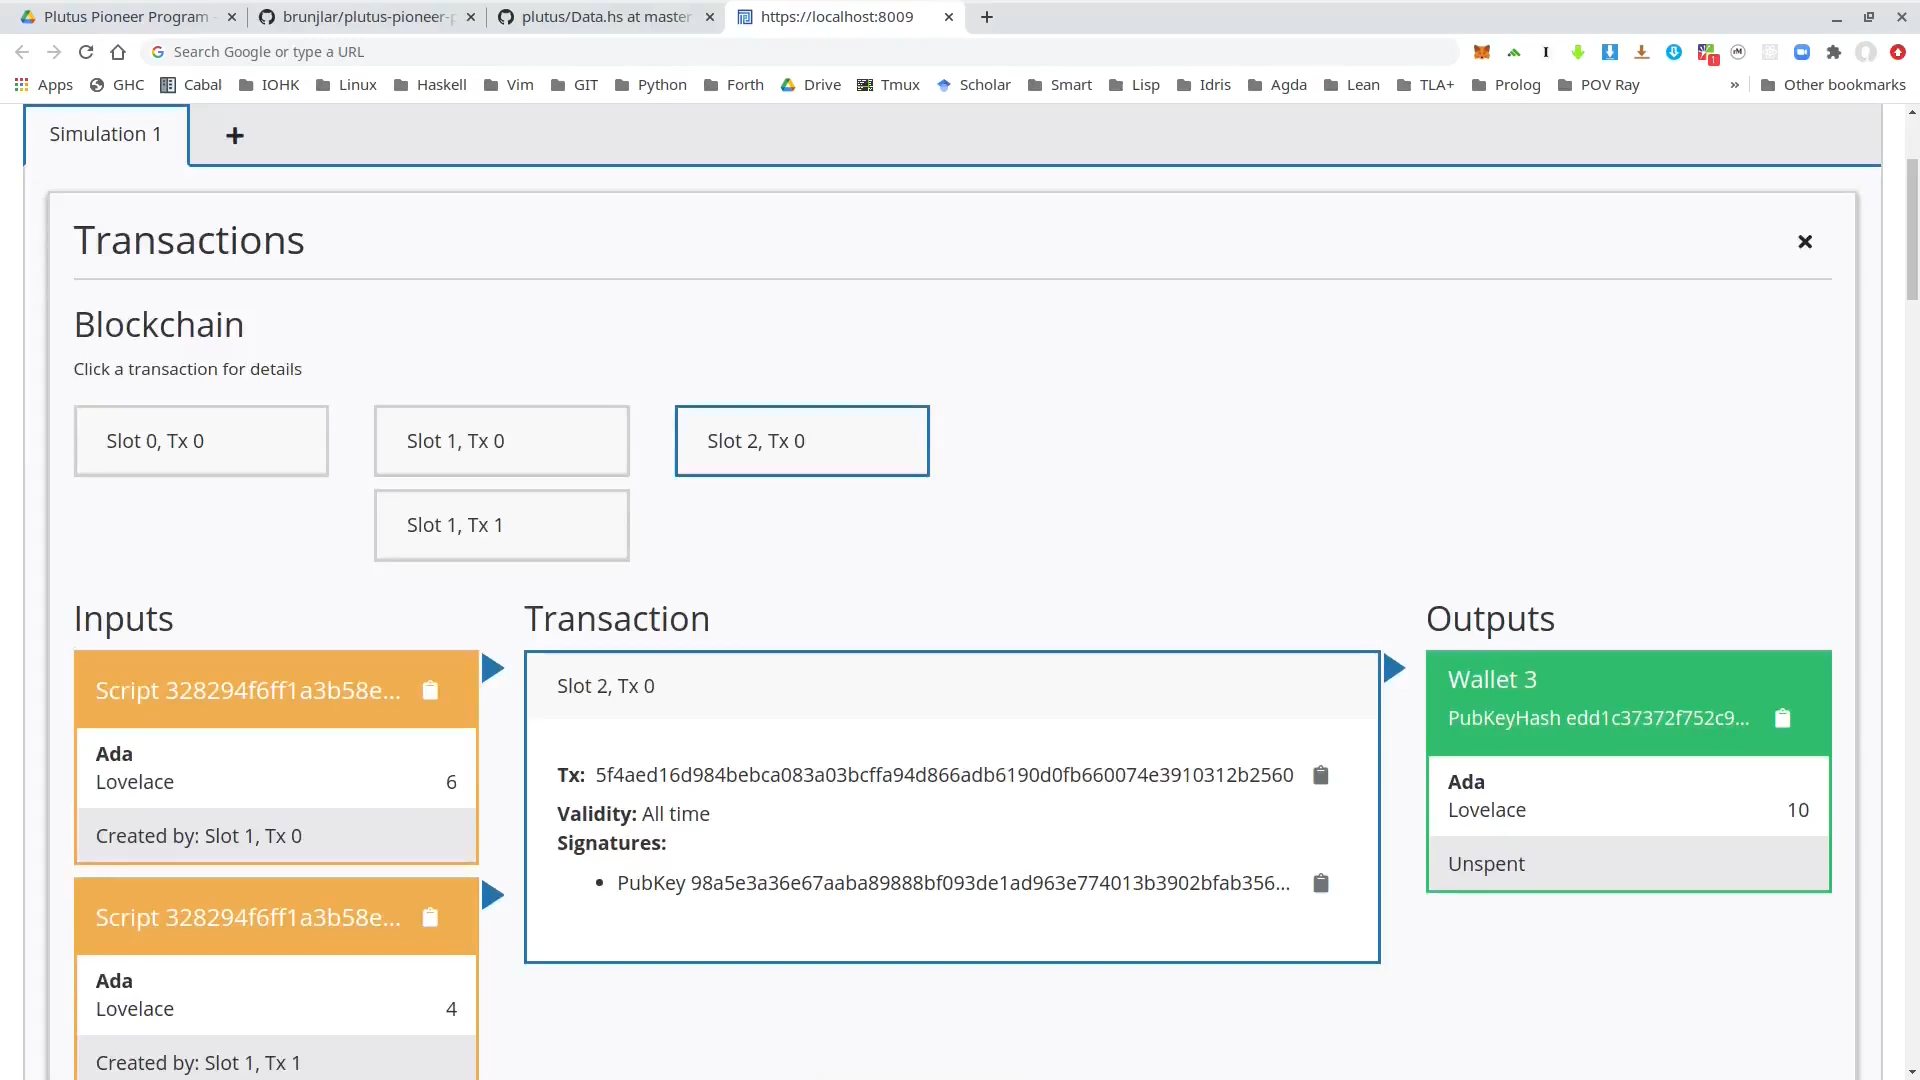 Plutus Pioneer Program
brunjlar/plutus-pioneer-p
plutus/Data.hs at master
https://localhost:8009
Search Google or type a URL
Apps GHC Cabal IOHK Linux Haskell Vim GIT Python Forth Drive Tmux Scholar Smart Lisp Idris Agda Lean TLA+ Prolog POV Ray » Other bookmarks
Simulation 1
Transactions
Blockchain
Click a transaction for details
Slot 0, Tx 0
Slot 1, Tx 0
Slot 2, Tx 0
Slot 1, Tx 1
Inputs
Script 328294f6ff1a3b58e...
Ada
Lovelace 6
Created by: Slot 1, Tx 0
Script 328294f6ff1a3b58e...
Ada
Lovelace 4
Created by: Slot 1, Tx 1
Transaction
Slot 2, Tx 0
Tx: 5f4aed16d984bebca083a03bcffa94d866adb6190d0fb660074e3910312b2560
Validity: All time
Signatures:
• PubKey 98a5e3a36e67aaba89888bf093de1ad963e774013b3902bfab356...
Outputs
Wallet 3
PubKeyHash edd1c37372f752c9...
Ada
Lovelace 10
Unspent